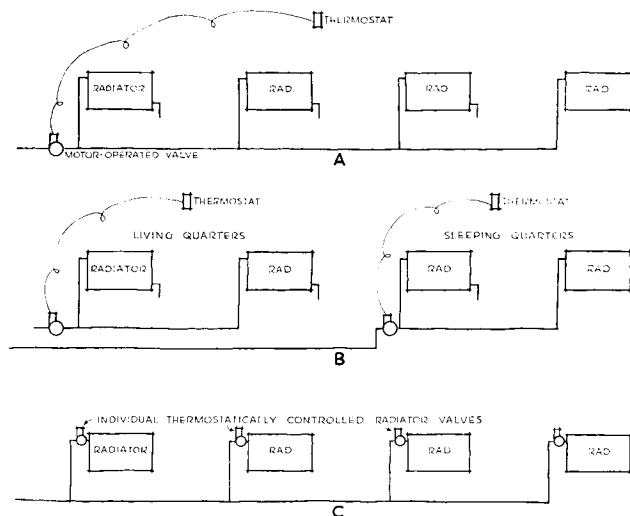 THERMOSTAT
RADIATOR RAD. RAD RAD
MOTOR-OPERATED VALVE
A
THERMOSTAT THERMOSTAT
LIVING QUARTERS SLEEPING QUARTERS
RADIATOR RAD RAD RAD
B
INDIVIDUAL THERMOSTATICALLY CONTROLLED RADIATOR VALVES
RADIATOR RAD RAD RAD
C